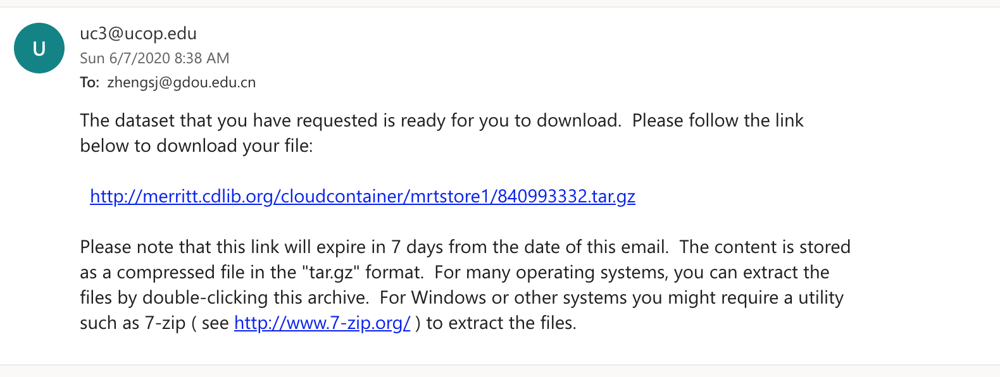 U
uc3@ucop.edu
Sun 6/7/2020 8:38 AM
To: zhengsj@gdou.edu.cn
The dataset that you have requested is ready for you to download.  Please follow the link
below to download your file:
http://merritt.cdlib.org/cloudcontainer/mrtstore1/840993332.tar.gz
Please note that this link will expire in 7 days from the date of this email.  The content is stored
as a compressed file in the "tar.gz" format.  For many operating systems, you can extract the
files by double-clicking this archive.  For Windows or other systems you might require a utility
such as 7-zip ( see http://www.7-zip.org/ ) to extract the files.